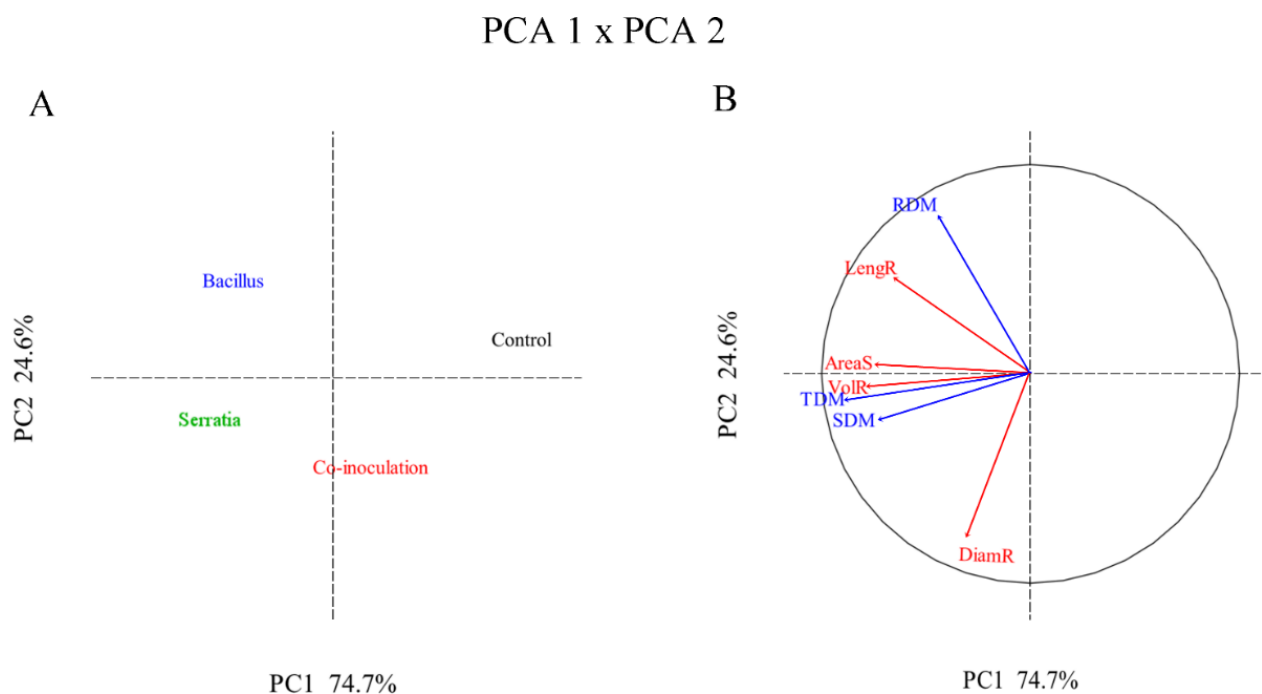 PCA 1 x PCA 2
A
Bacillus
Control
Serratia
Co-inoculation
PC2 24.6%
PC1 74.7%
B
RDM
LengR
AreaS
VolR
TDM
SDM
DiamR
PC2 24.6%
PC1 74.7%